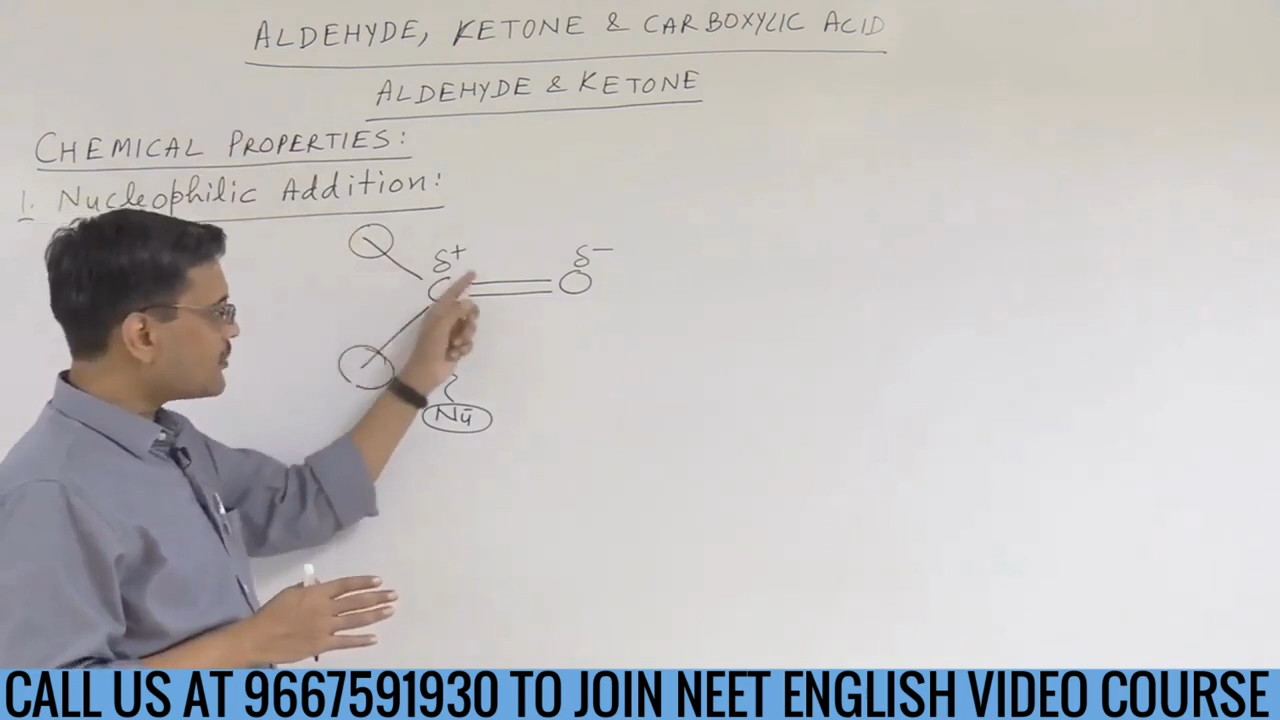 ALDEHYDE, KETONE & CARBOXYLIC ACID
ALDEHYDE & KETONE
CHEMICAL PROPERTIES:
1. Nucleophilic Addition:
δ+ δ−
C=O
Nu̅
CALL US AT 9667591930 TO JOIN NEET ENGLISH VIDEO COURSE